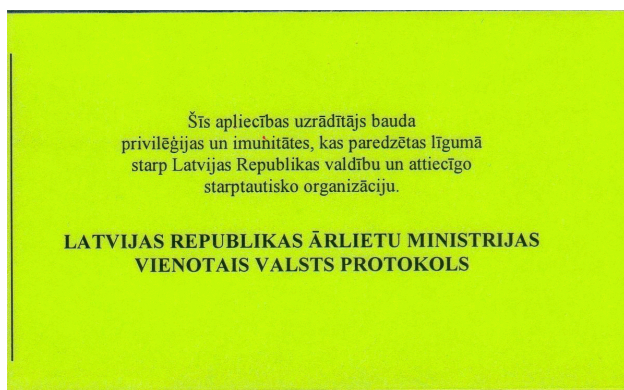 Šīs apliecības uzrādītājs bauda
privilēģijas un imunitātes, kas paredzētas līgumā
starp Latvijas Republikas valdību un attiecīgo
starptautisko organizāciju.
LATVIJAS REPUBLIKAS ĀRLIETU MINISTRIJAS
VIENOTAIS VALSTS PROTOKOLS